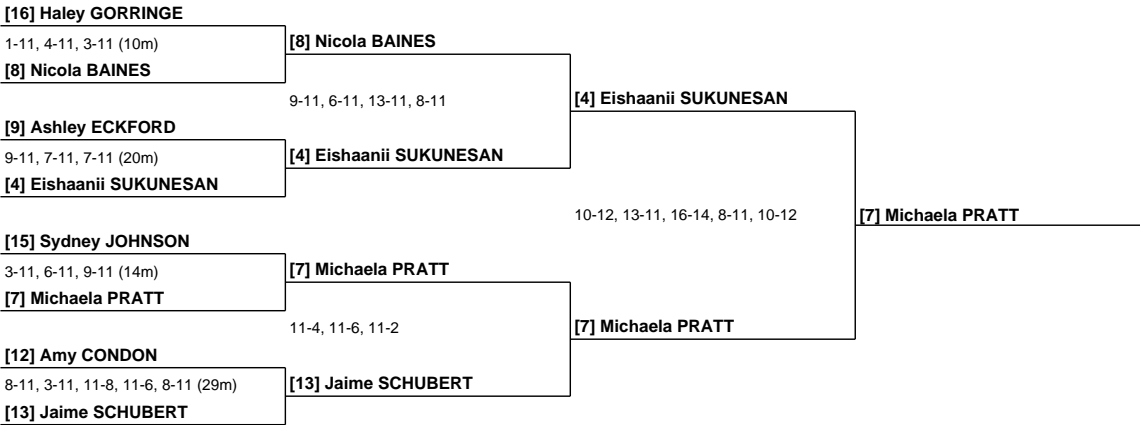 [16] Haley GORRINGE
1-11, 4-11, 3-11 (10m)
[8] Nicola BAINES
[8] Nicola BAINES
9-11, 6-11, 13-11, 8-11
[4] Eishaanii SUKUNESAN
[9] Ashley ECKFORD
9-11, 7-11, 7-11 (20m)
[4] Eishaanii SUKUNESAN
[4] Eishaanii SUKUNESAN
10-12, 13-11, 16-14, 8-11, 10-12
[7] Michaela PRATT
[15] Sydney JOHNSON
3-11, 6-11, 9-11 (14m)
[7] Michaela PRATT
[7] Michaela PRATT
11-4, 11-6, 11-2
[7] Michaela PRATT
[12] Amy CONDON
8-11, 3-11, 11-8, 11-6, 8-11 (29m)
[13] Jaime SCHUBERT
[13] Jaime SCHUBERT